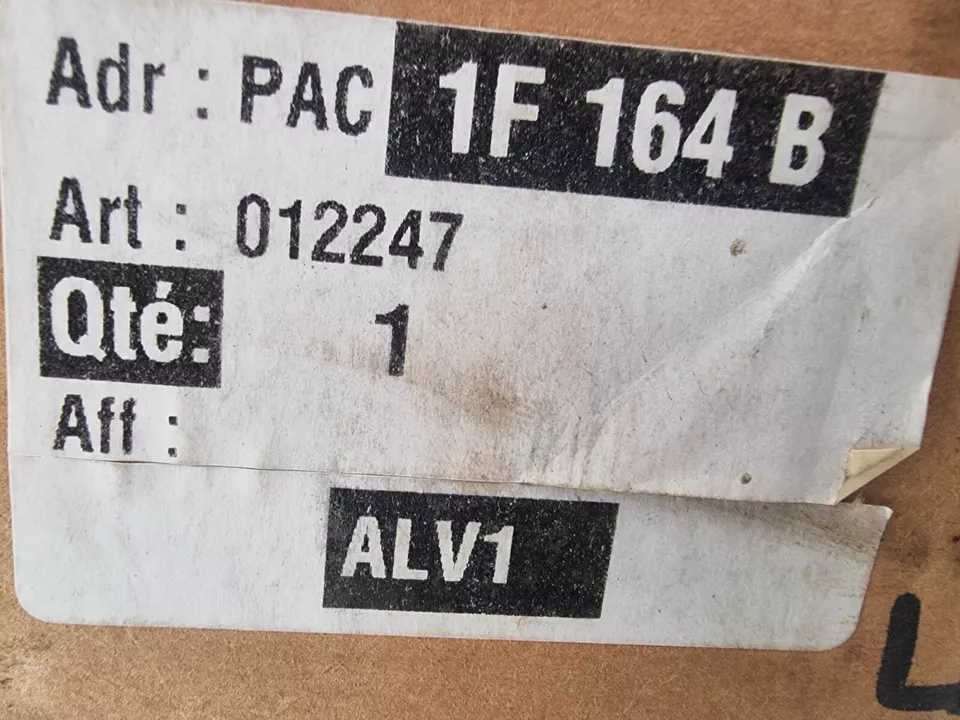 Adr : PAC 1F 164 B
Art : 012247
Qté: 1
Aff :
ALV1